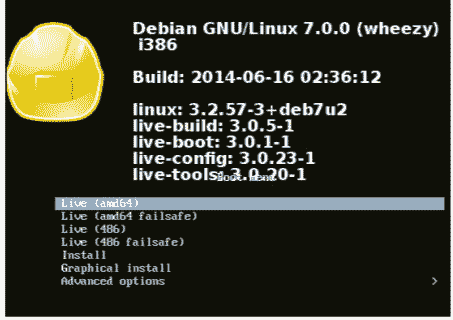 Debian GNU/Linux 7.0.0 (wheezy)
i386
Build: 2014-06-16 02:36:12
linux: 3.2.57-3+deb7u2
live-build: 3.0.5-1
live-boot: 3.0.1-1
live-config: 3.0.23-1
live-tools: 3.0.20-1
Boot menu
Live (amd64)
Live (amd64 failsafe)
Live (486)
Live (486 failsafe)
Install
Graphical install
Advanced options >